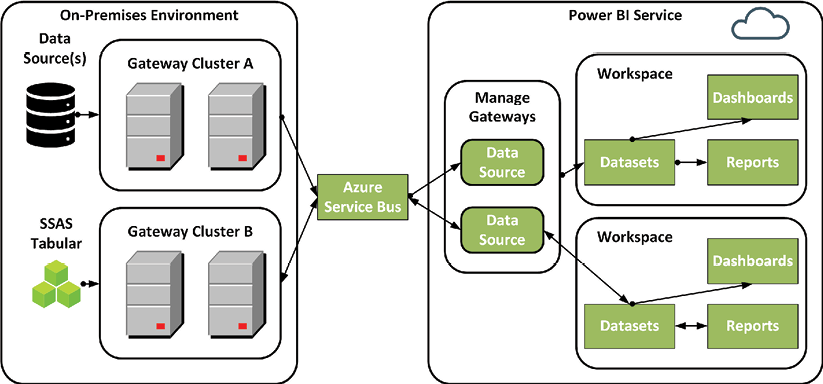 On-Premises Environment
Data
Source(s)
Gateway Cluster A
SSAS
Tabular
Gateway Cluster B
Azure
Service Bus
Power BI Service
Manage
Gateways
Data
Source
Data
Source
Workspace
Dashboards
Datasets
Reports
Workspace
Dashboards
Datasets
Reports